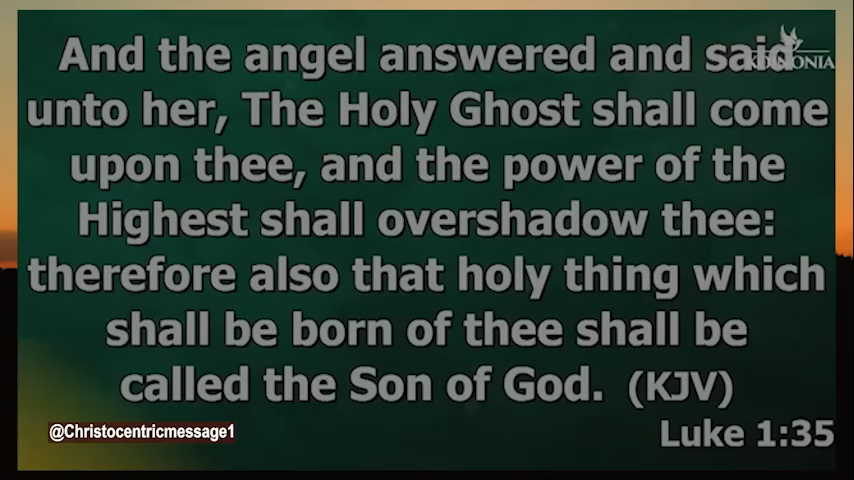 And the angel answered and said
KOINONIA
unto her, The Holy Ghost shall come
upon thee, and the power of the
Highest shall overshadow thee:
therefore also that holy thing which
shall be born of thee shall be
called the Son of God. (KJV)
@Christocentricmessage1
Luke 1:35